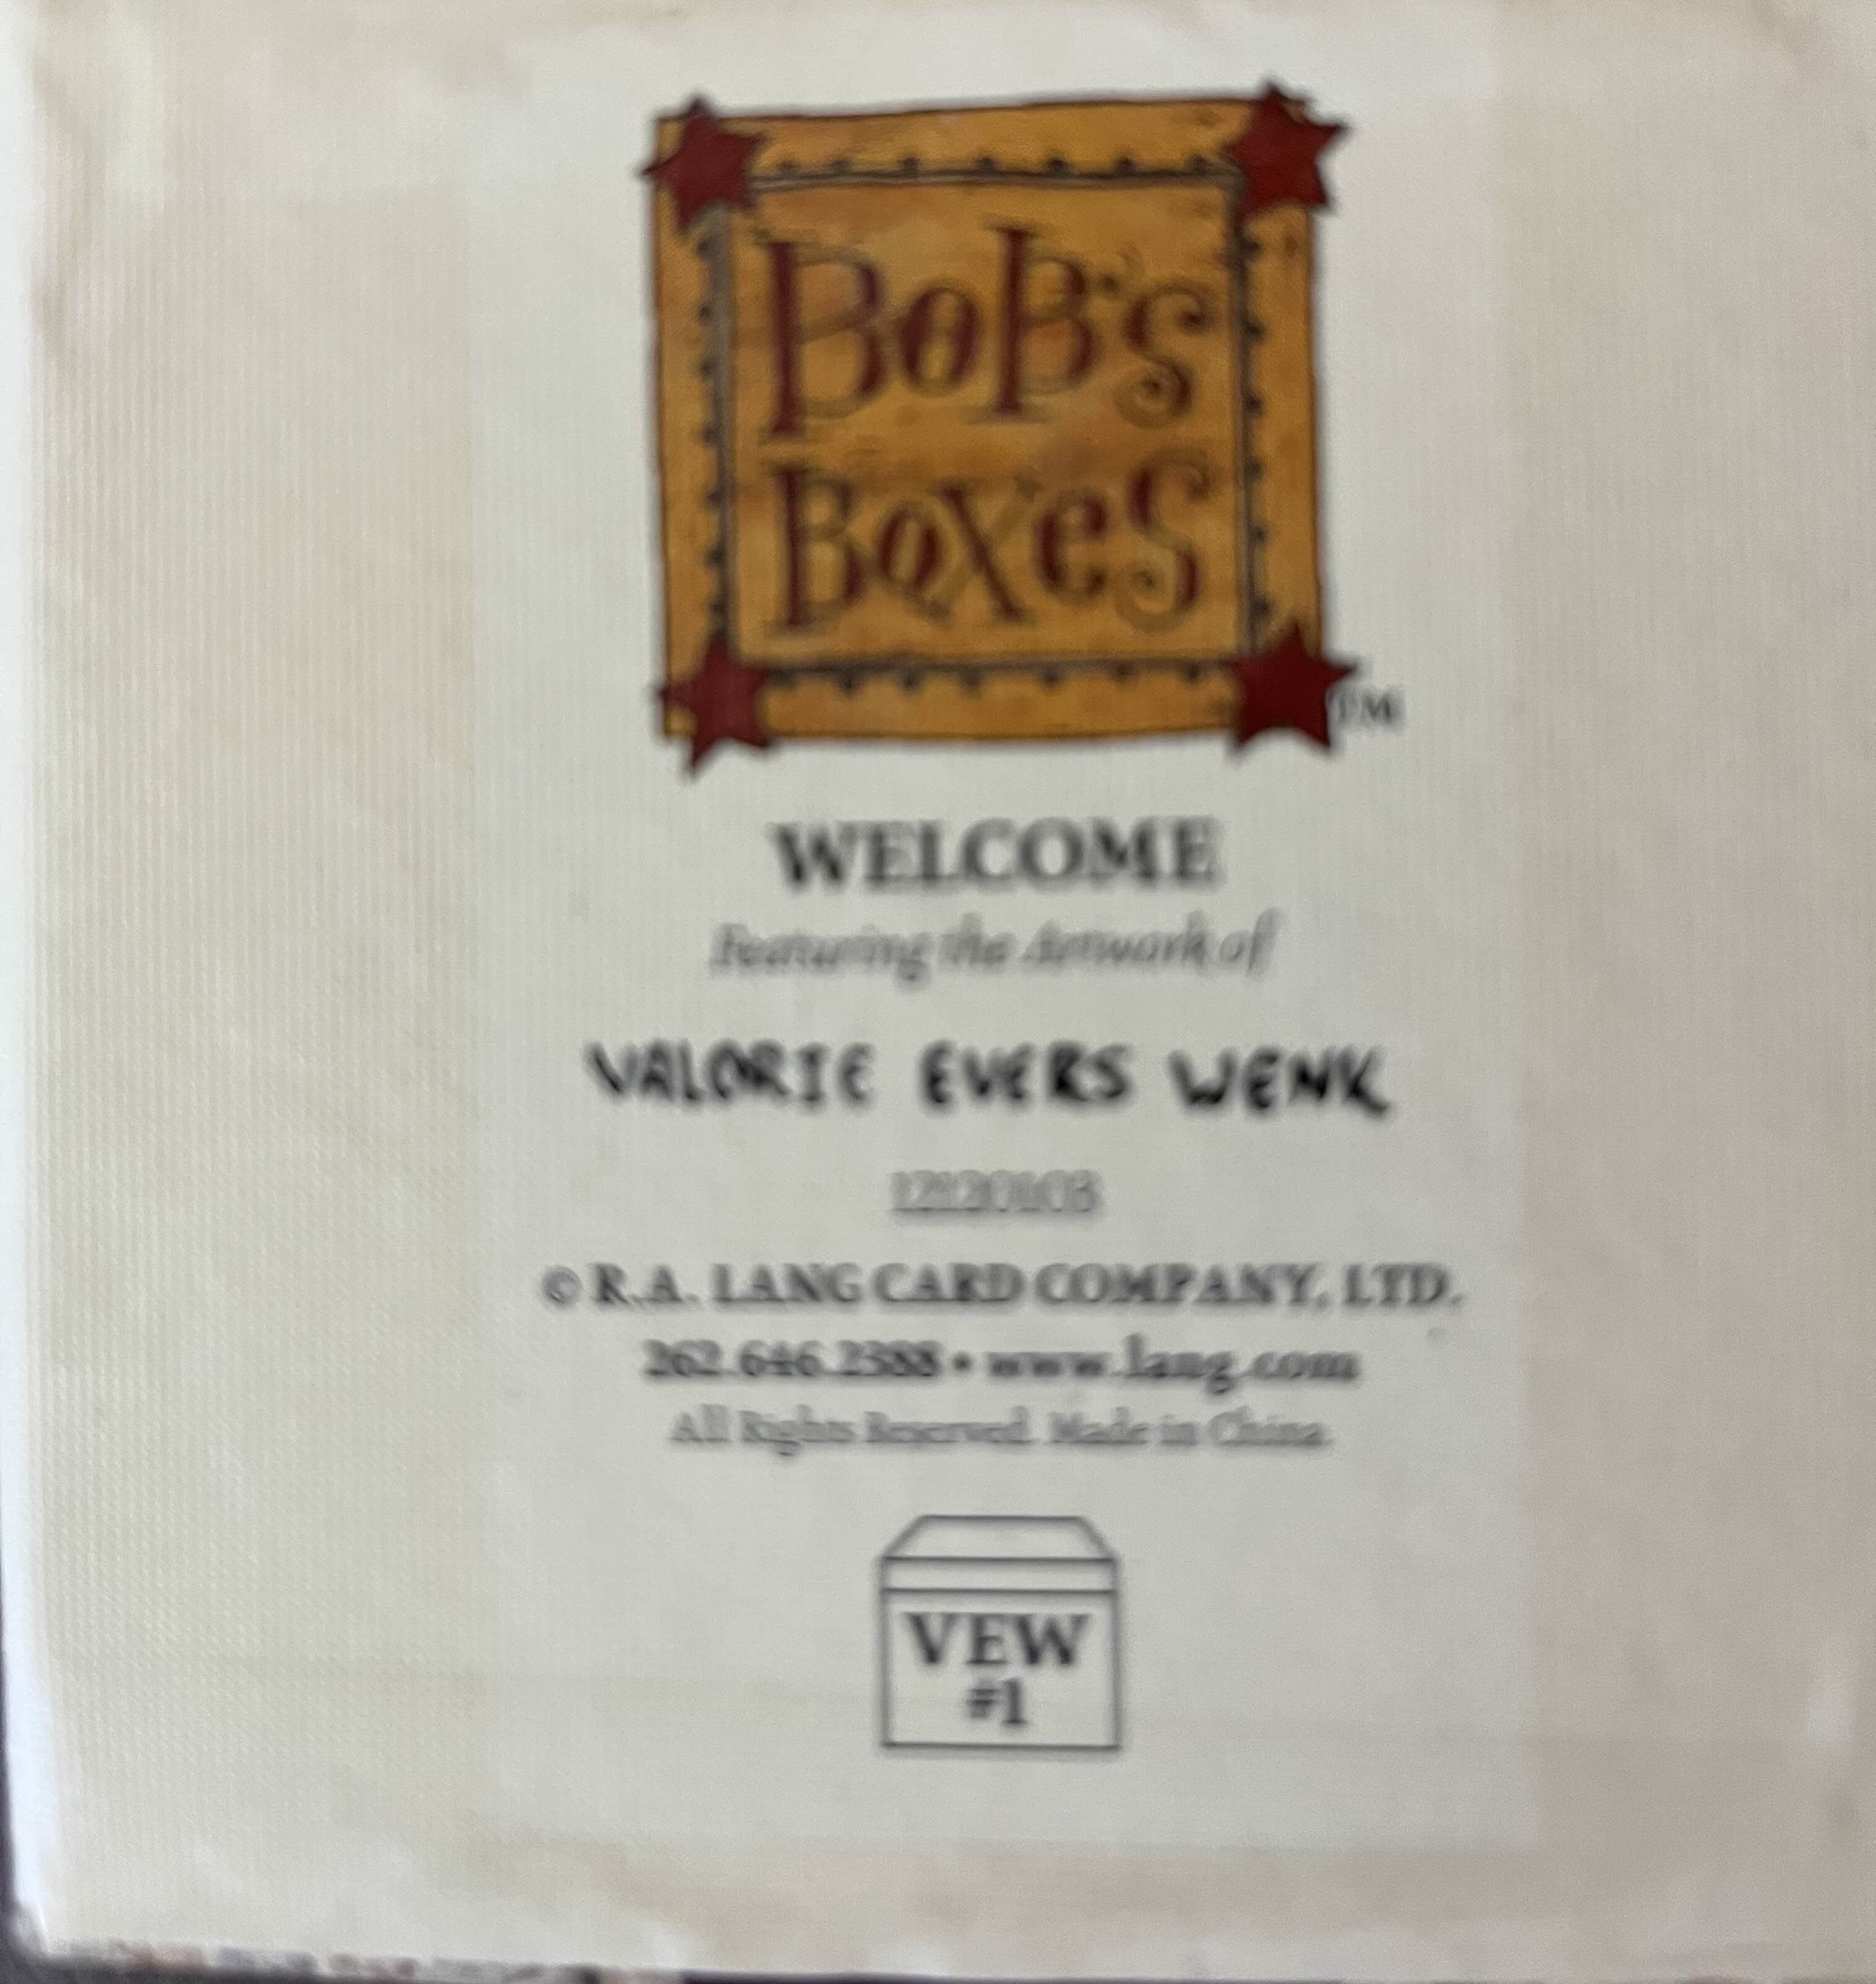 BOB'S
BOXES
TM
WELCOME
Featuring the Artwork of
VALORIE EVERS WENK
12120103
© R.A. LANG CARD COMPANY, LTD.
262.646.2388 • www.lang.com
All Rights Reserved. Made in China.
VEW
#1